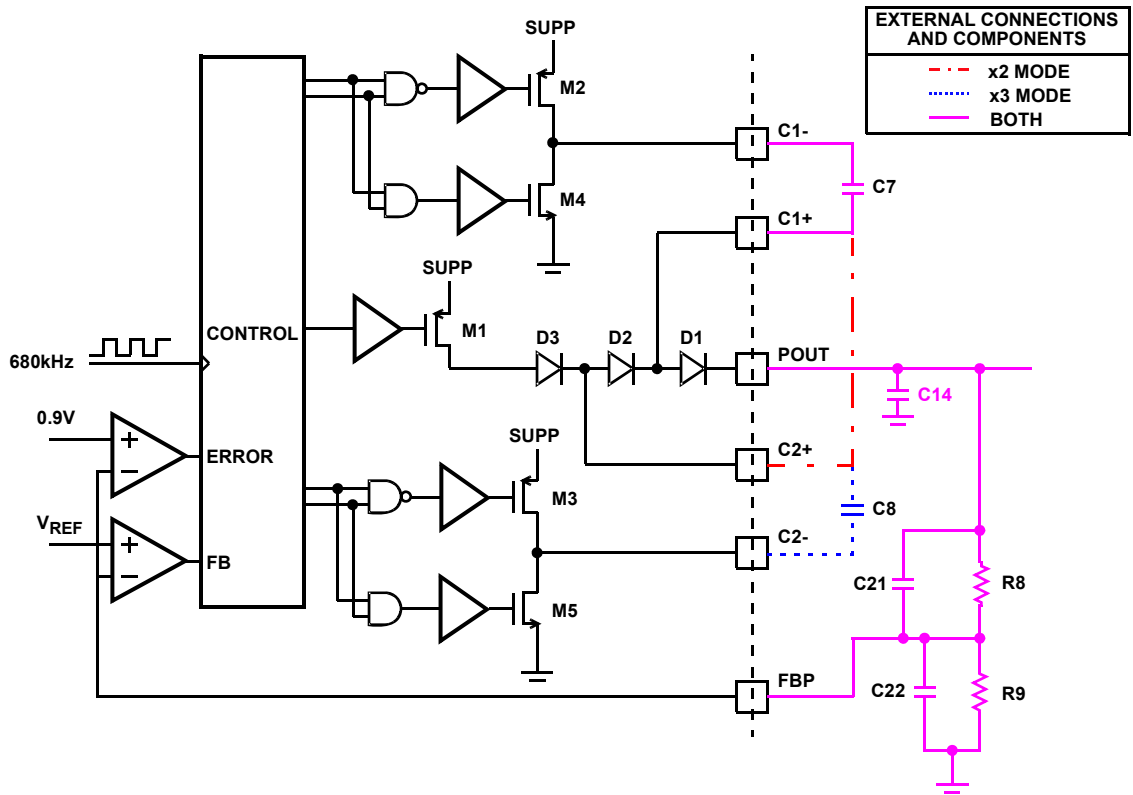 EXTERNAL CONNECTIONS
AND COMPONENTS
x2 MODE
x3 MODE
BOTH
SUPP
M2
C1-
C7
M4
C1+
SUPP
M1
CONTROL
680kHz
D3
D2
D1
POUT
C14
0.9V
ERROR
SUPP
C2+
M3
C8
VREF
FB
C2-
C21
R8
M5
FBP
C22
R9